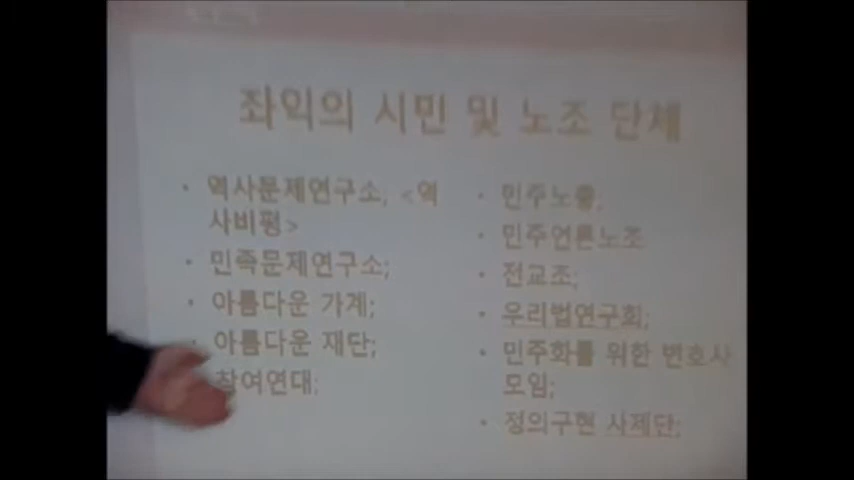 좌익의 시민 및 노조 단체
• 역사문제연구소, <역
사비평>
• 민족문제연구소;
• 아름다운 가게;
• 아름다운 재단;
참여연대;
• 민주노총;
• 민주언론노조
• 전교조;
• 우리법연구회;
• 민주화를 위한 변호사
모임;
• 정의구현 사제단;